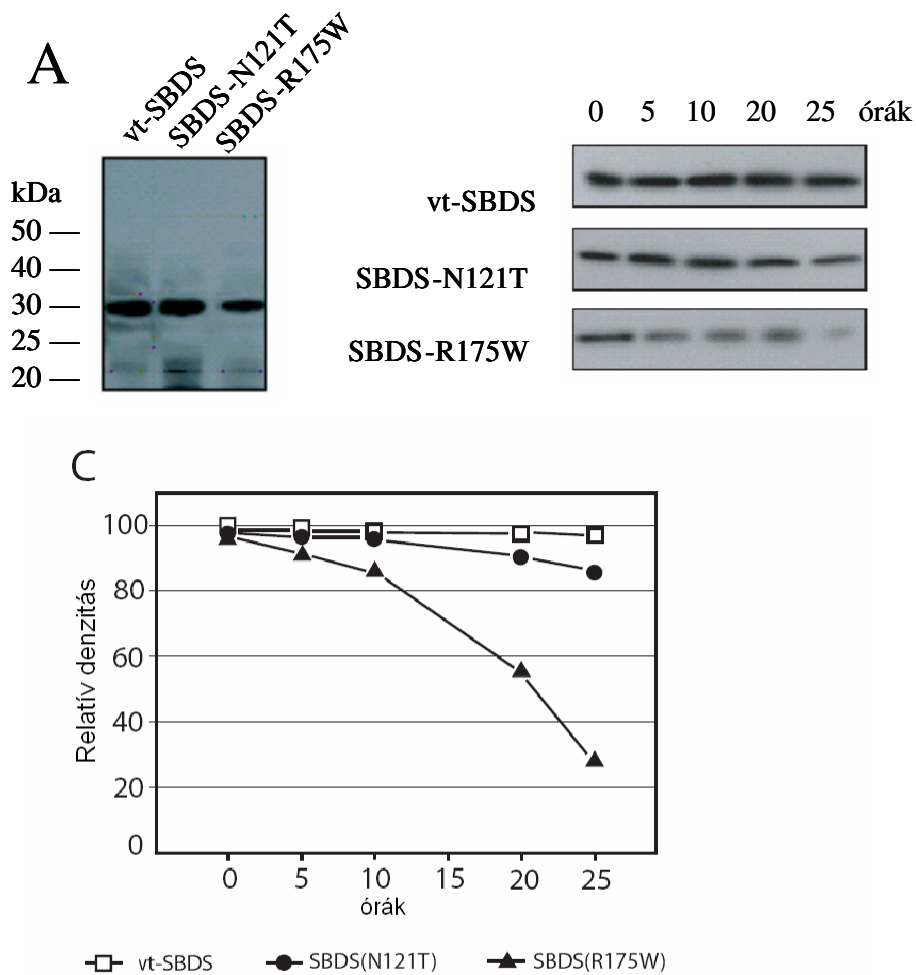 A
vt-SBDS
SBDS-N121T
SBDS-R175W
kDa
50
40
30
25
20
0 5 10 20 25 órák
vt-SBDS
SBDS-N121T
SBDS-R175W
C
Relatív denzitás
100
80
60
40
20
0
0 5 10 15 20 25
órák
vt-SBDS SBDS(N121T) SBDS(R175W)